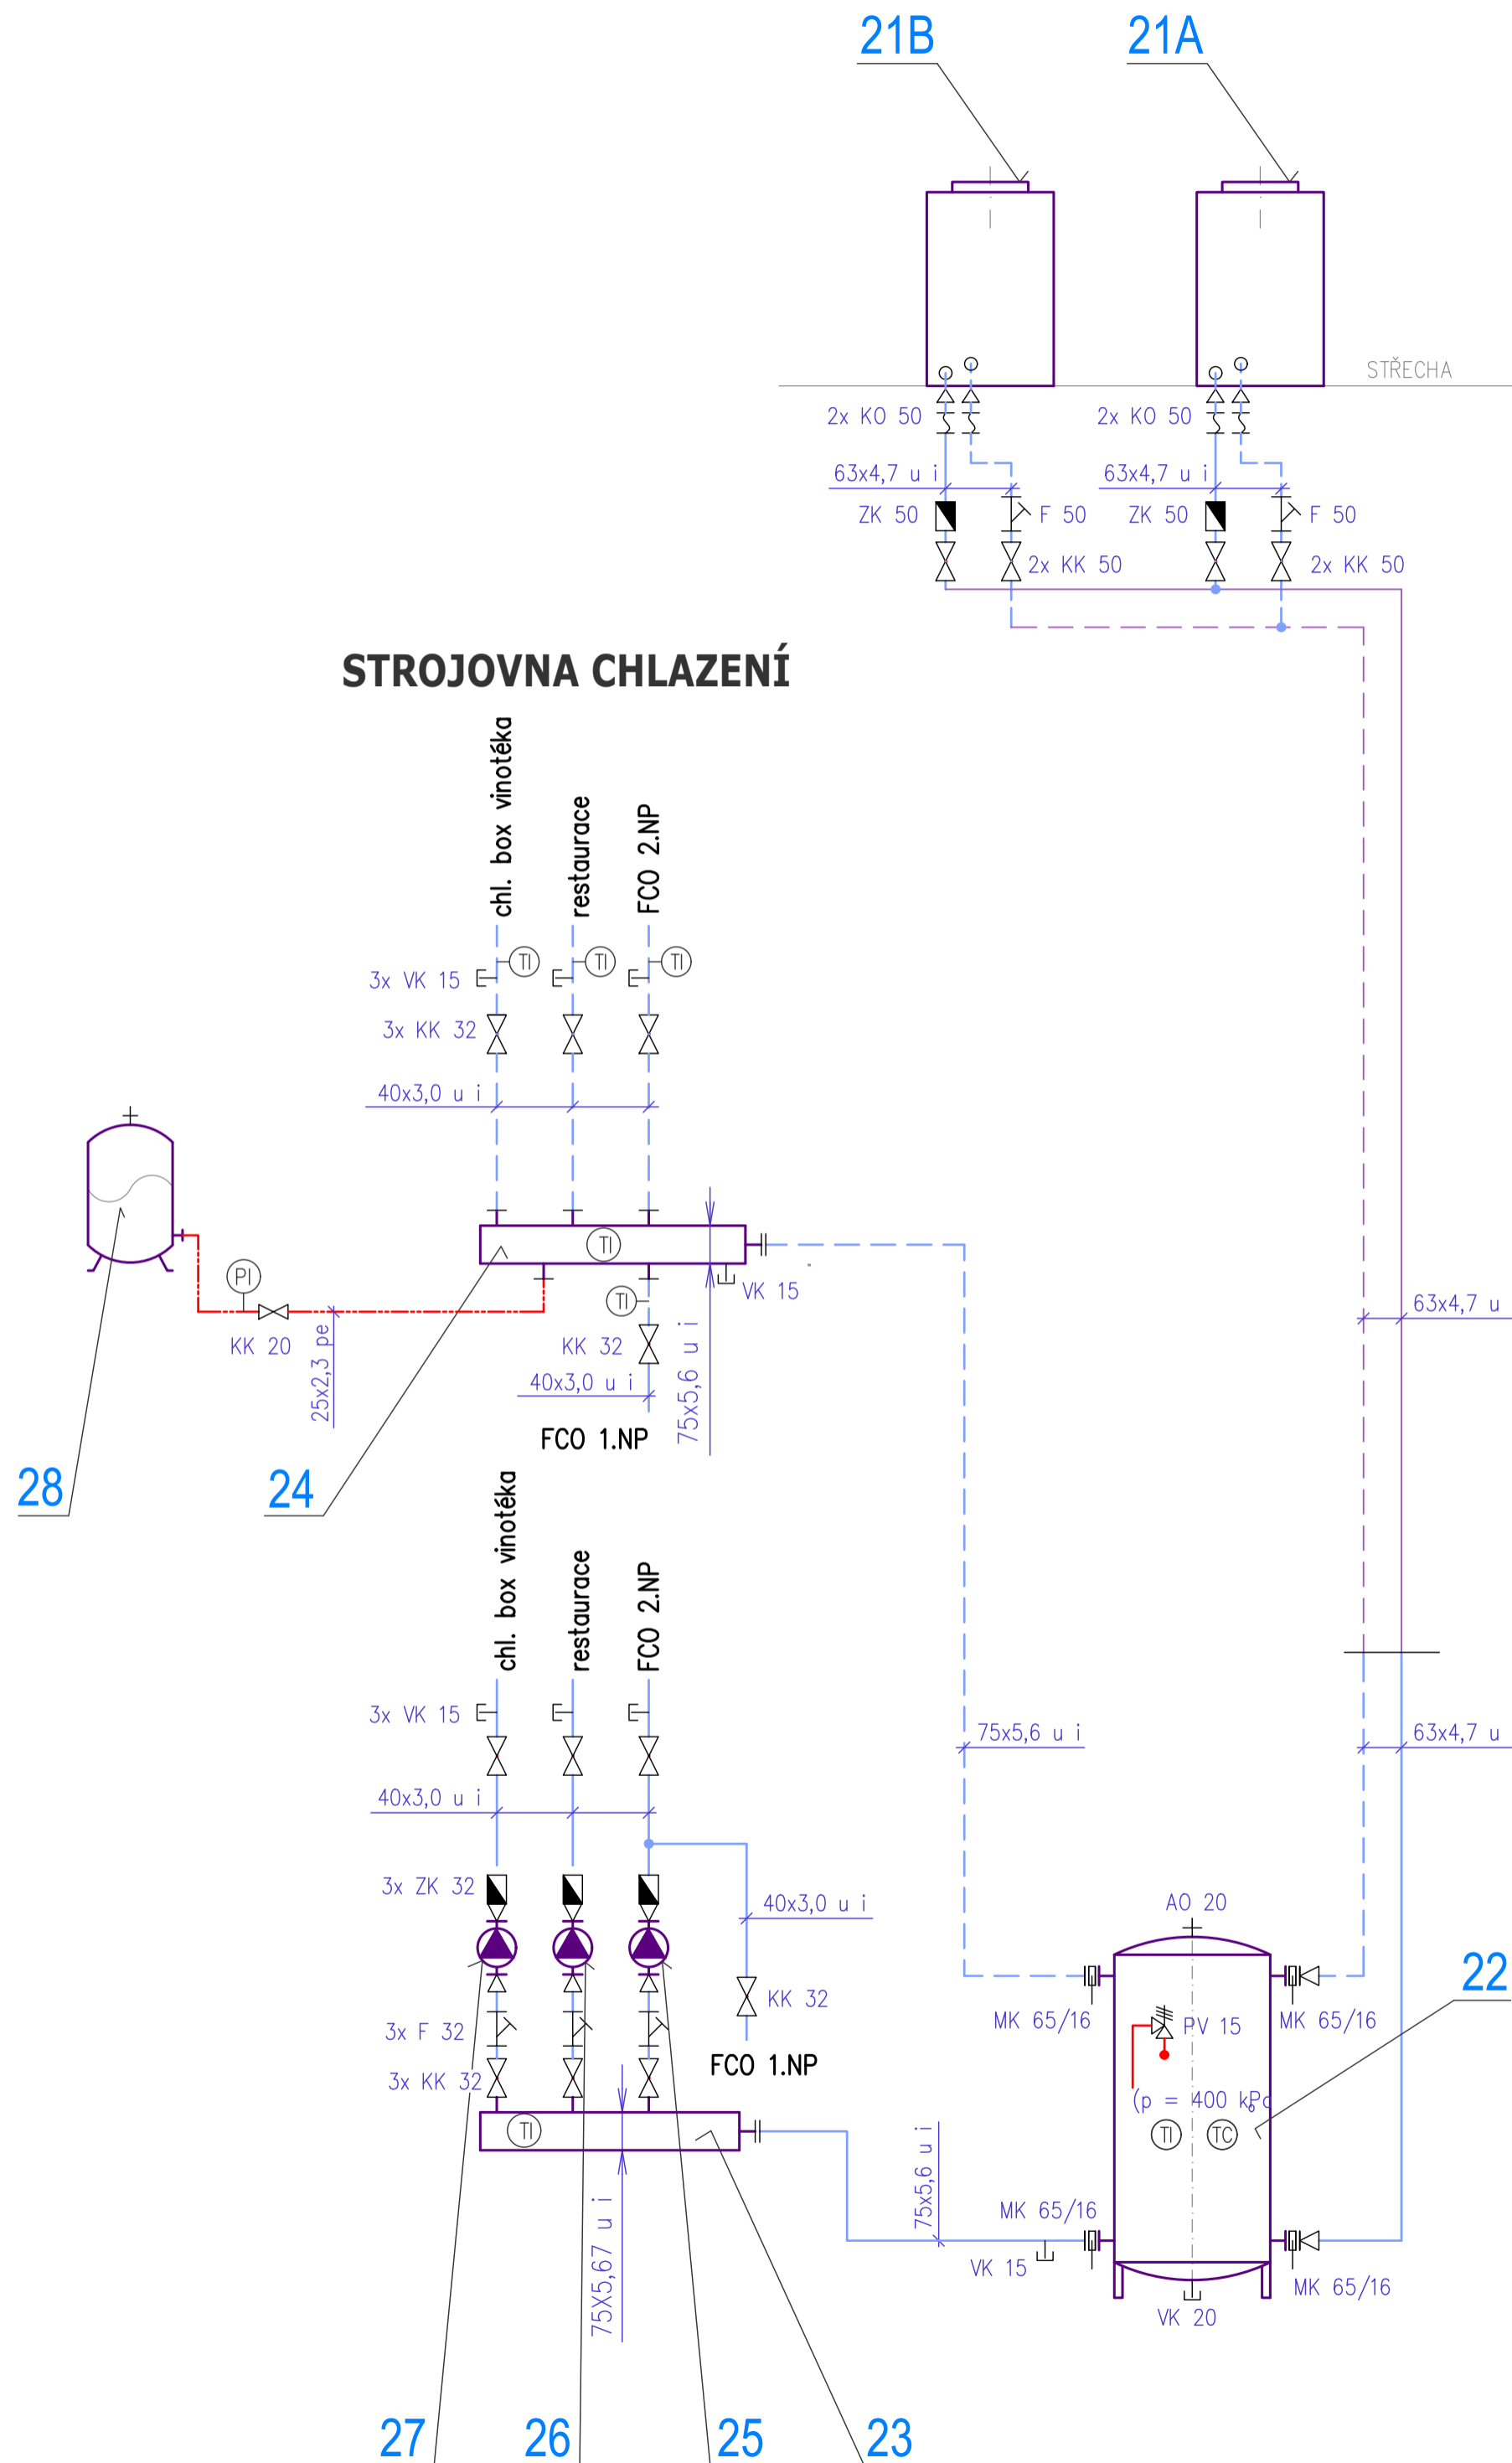 21B
21A
STŘECHA
2x KO 50
2x KO 50
63x4,7 u i
63x4,7 u i
ZK 50
F 50
ZK 50
F 50
2x KK 50
2x KK 50
STROJOVNA CHLAZENÍ
chl. box vinotéka
restaurace
FCO 2.NP
TI
TI
TI
3x VK 15
3x KK 32
40x3,0 u i
TI
PI
TI
VK 15
63x4,7 u
KK 20
25x2,3 pe
KK 32
40x3,0 u i
75x5,6 u i
FCO 1.NP
28
24
chl. box vinotéka
restaurace
FCO 2.NP
3x VK 15
75x5,6 u i
63x4,7 u
40x3,0 u i
3x ZK 32
40x3,0 u i
AO 20
22
KK 32
MK 65/16
PV 15
MK 65/16
3x F 32
FCO 1.NP
3x KK 32
(p = 400 kPa
TI
TI
TC
75x5,6 u i
75X5,67 u i
MK 65/16
VK 15
MK 65/16
VK 20
27
26
25
23